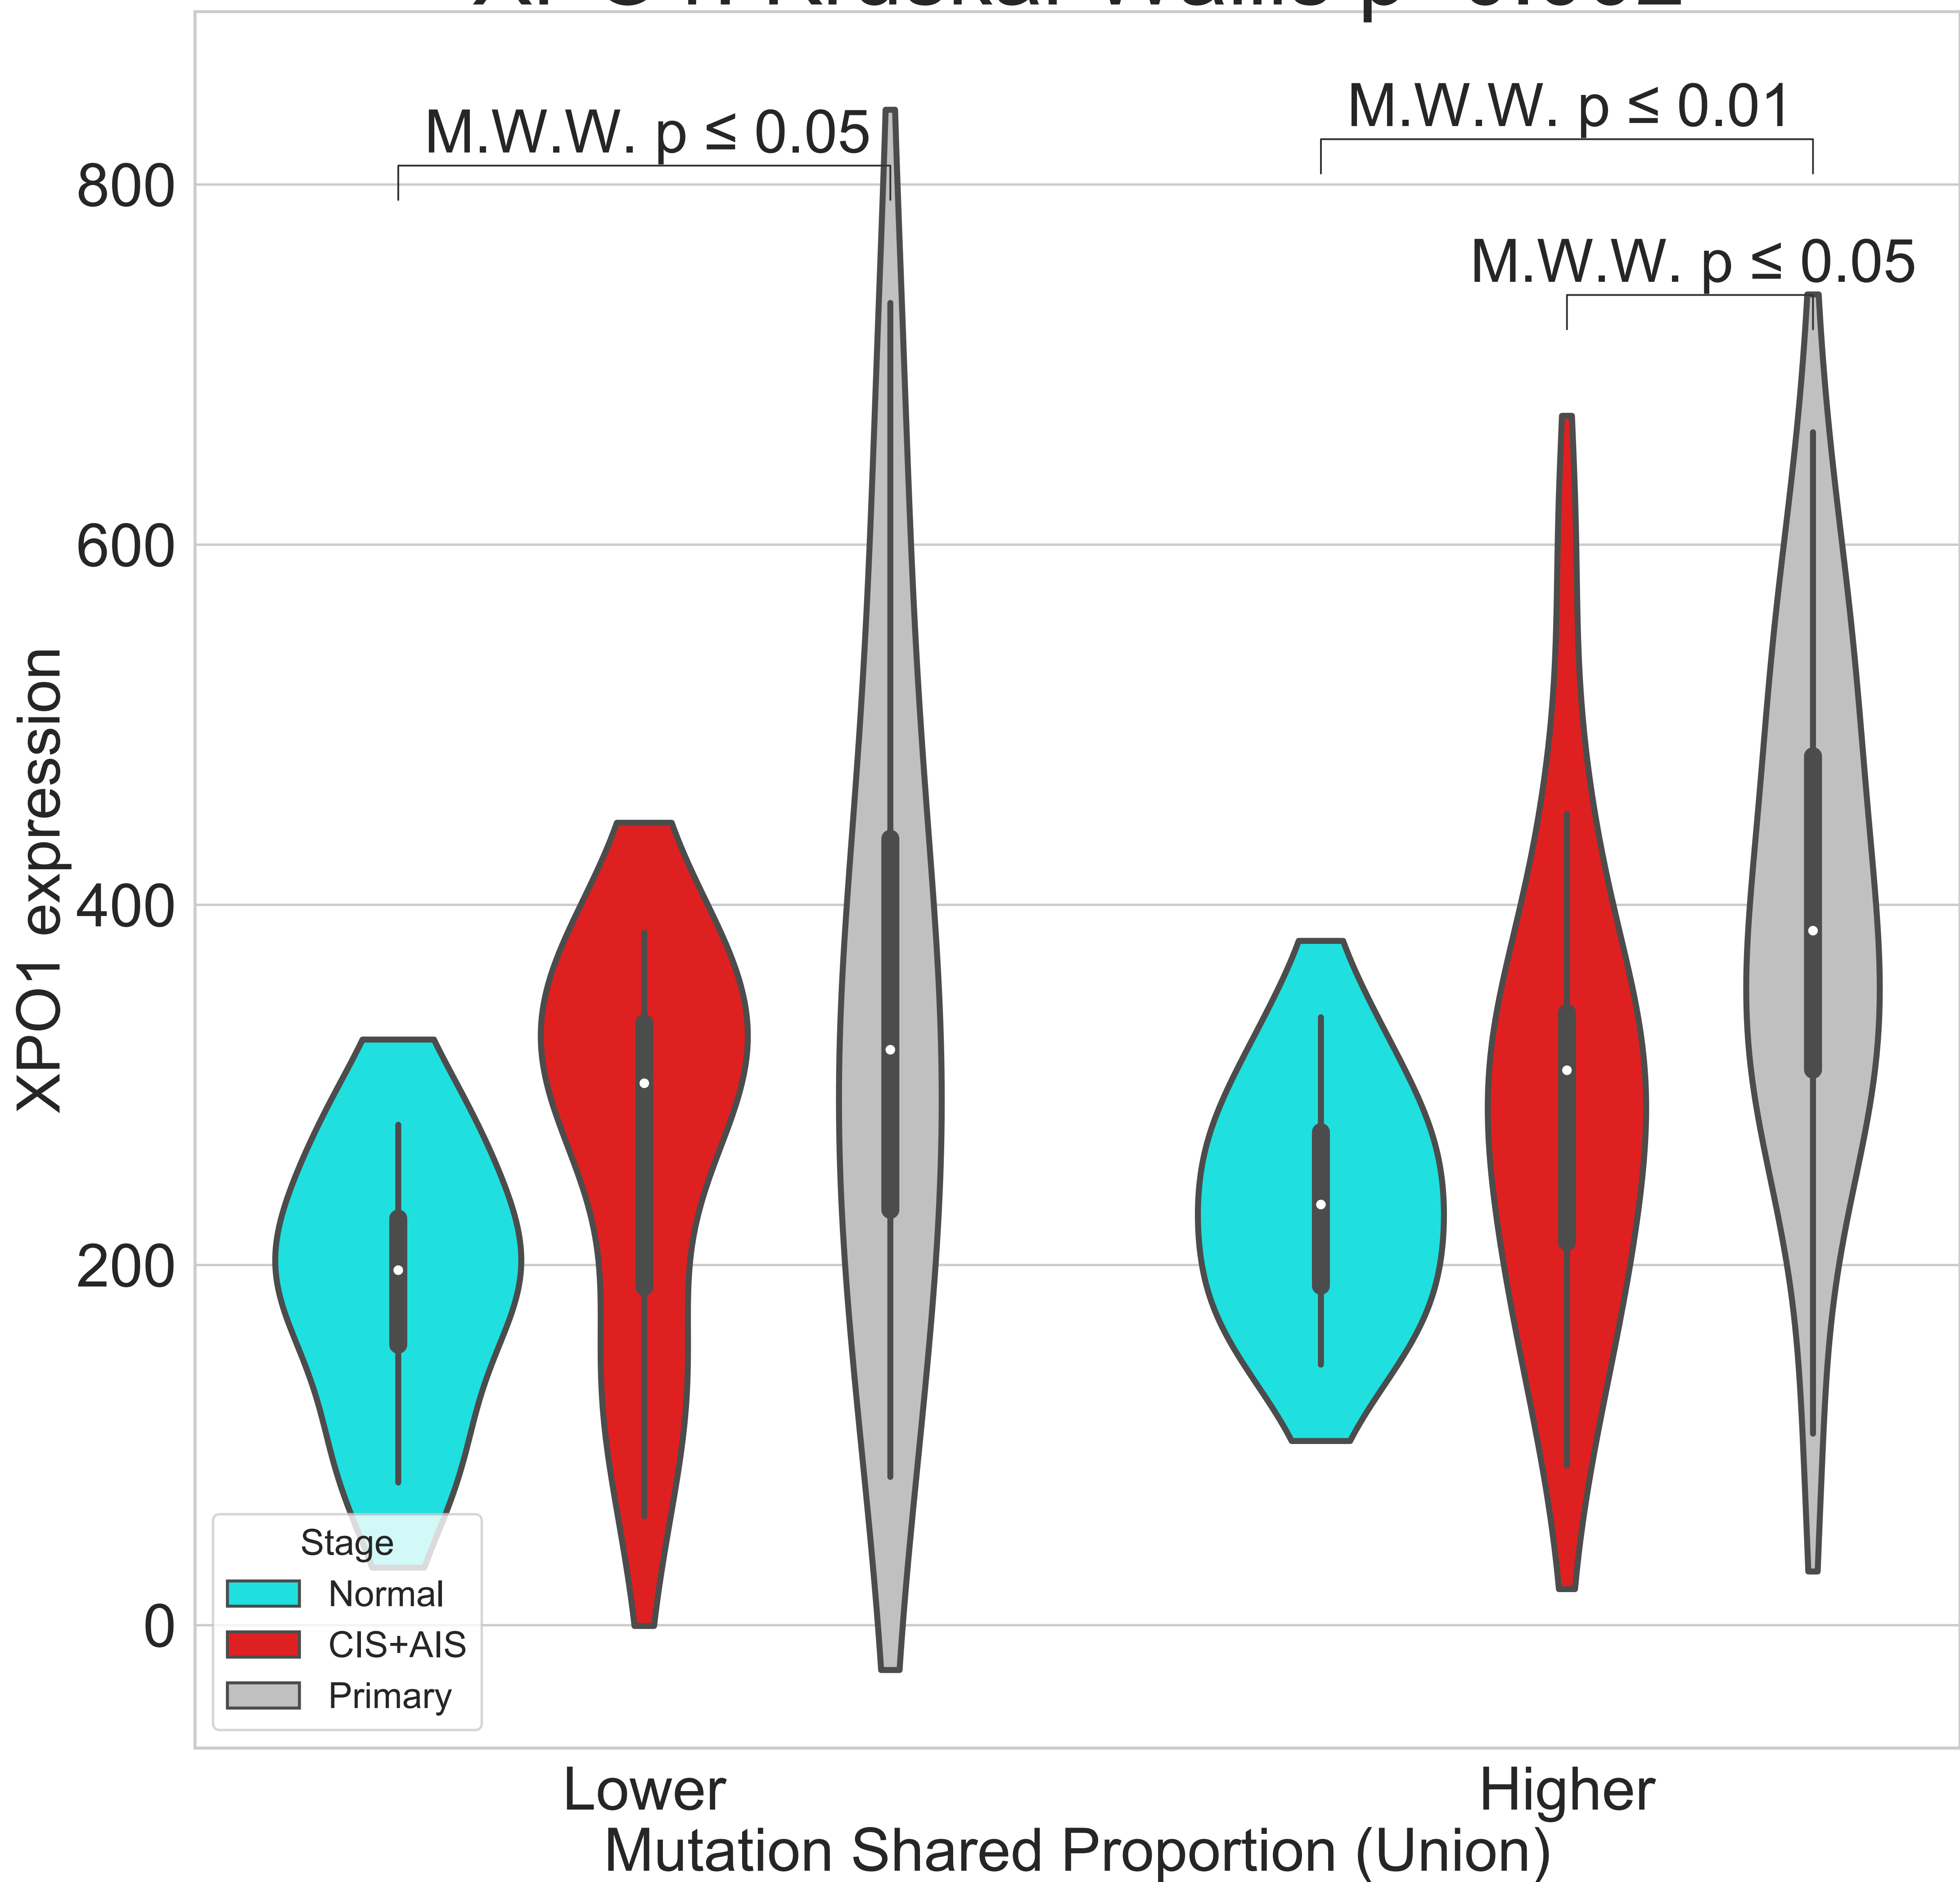 M.W.W. p ≤ 0.01
M.W.W. p ≤ 0.05
800
M.W.W. p ≤ 0.05
600
XPO1 expression
400
200
0
Stage
Normal
CIS+AIS
Primary
Lower
Higher
Mutation Shared Proportion (Union)